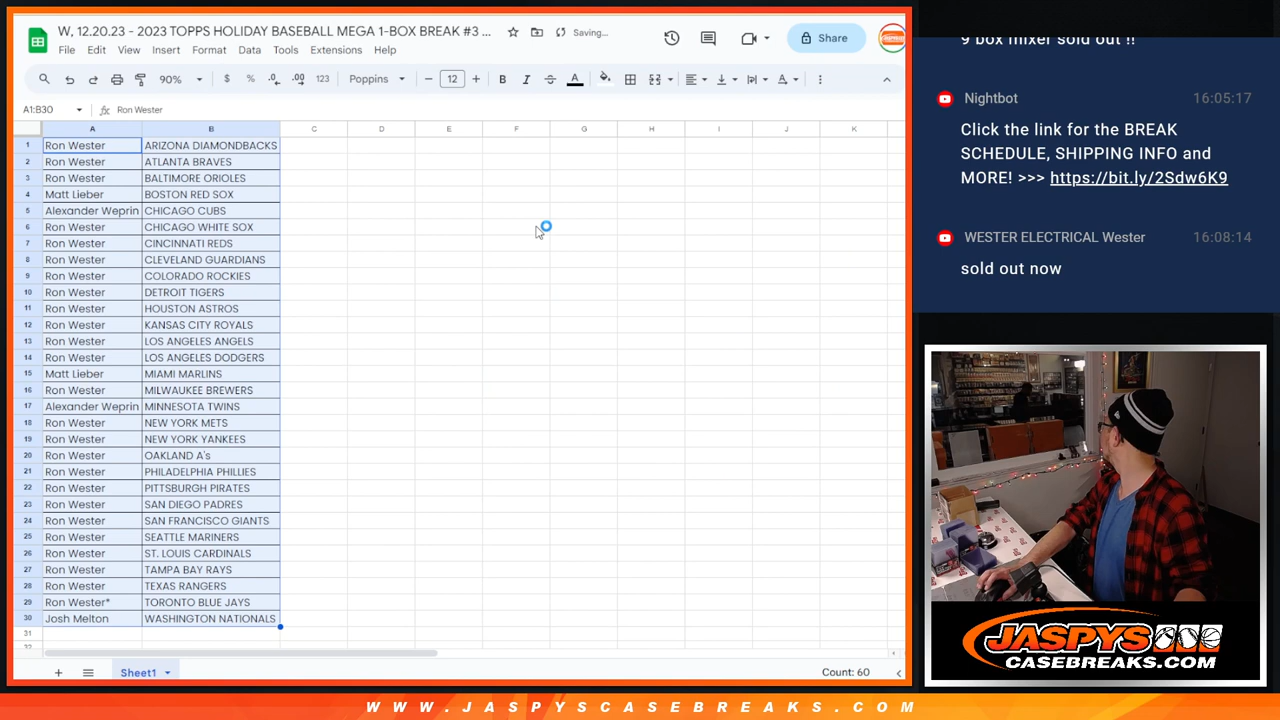 W, 12.20.23 - 2023 TOPPS HOLIDAY BASEBALL MEGA 1-BOX BREAK #3 ...
Saving...
File Edit View Insert Format Data Tools Extensions Help
Share
90% $ % .0 .00 123 Poppins 12 B I S A
A1:B30 fx Ron Wester
A B C D E F G H I J K
1 Ron Wester ARIZONA DIAMONDBACKS
2 Ron Wester ATLANTA BRAVES
3 Ron Wester BALTIMORE ORIOLES
4 Matt Lieber BOSTON RED SOX
5 Alexander Weprin CHICAGO CUBS
6 Ron Wester CHICAGO WHITE SOX
7 Ron Wester CINCINNATI REDS
8 Ron Wester CLEVELAND GUARDIANS
9 Ron Wester COLORADO ROCKIES
10 Ron Wester DETROIT TIGERS
11 Ron Wester HOUSTON ASTROS
12 Ron Wester KANSAS CITY ROYALS
13 Ron Wester LOS ANGELES ANGELS
14 Ron Wester LOS ANGELES DODGERS
15 Matt Lieber MIAMI MARLINS
16 Ron Wester MILWAUKEE BREWERS
17 Alexander Weprin MINNESOTA TWINS
18 Ron Wester NEW YORK METS
19 Ron Wester NEW YORK YANKEES
20 Ron Wester OAKLAND A's
21 Ron Wester PHILADELPHIA PHILLIES
22 Ron Wester PITTSBURGH PIRATES
23 Ron Wester SAN DIEGO PADRES
24 Ron Wester SAN FRANCISCO GIANTS
25 Ron Wester SEATTLE MARINERS
26 Ron Wester ST. LOUIS CARDINALS
27 Ron Wester TAMPA BAY RAYS
28 Ron Wester TEXAS RANGERS
29 Ron Wester* TORONTO BLUE JAYS
30 Josh Melton WASHINGTON NATIONALS
31
Sheet1
Count: 60
9 box mixer sold out !!
Nightbot 16:05:17
Click the link for the BREAK
SCHEDULE, SHIPPING INFO and
MORE! >>> https://bit.ly/2Sdw6K9
WESTER ELECTRICAL Wester 16:08:14
sold out now
JASPYS
CASEBREAKS.COM
WWW.JASPYSCASEBREAKS.COM